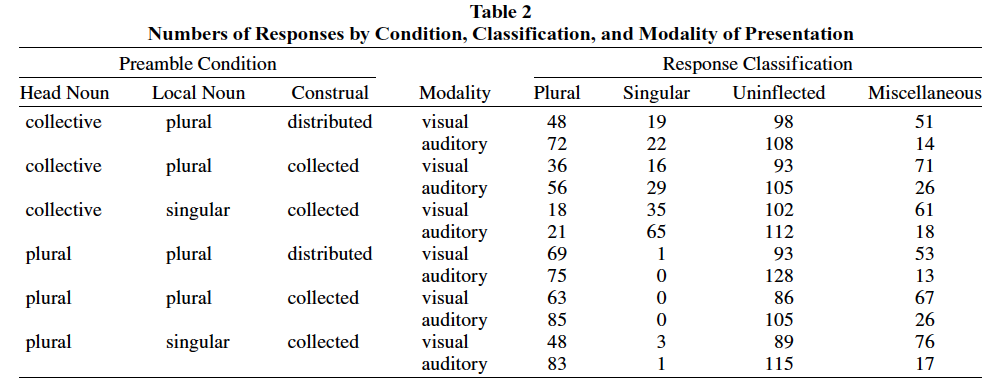 Table 2
Numbers of Responses by Condition, Classification, and Modality of Presentation
Preamble Condition Response Classification
Head Noun Local Noun Construal Modality Plural Singular Uninflected Miscellaneous
collective plural distributed visual 48 19 98 51
auditory 72 22 108 14
collective plural collected visual 36 16 93 71
auditory 56 29 105 26
collective singular collected visual 18 35 102 61
auditory 21 65 112 18
plural plural distributed visual 69 1 93 53
auditory 75 0 128 13
plural plural collected visual 63 0 86 67
auditory 85 0 105 26
plural singular collected visual 48 3 89 76
auditory 83 1 115 17